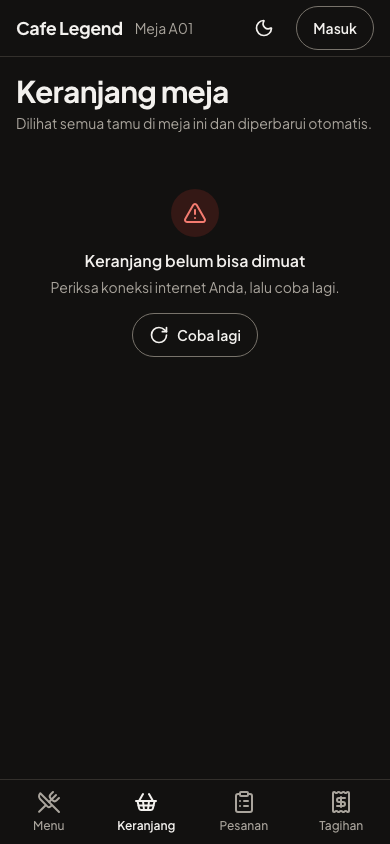 Cafe Legend Meja A01 Masuk
Keranjang meja
Dilihat semua tamu di meja ini dan diperbarui otomatis.
Keranjang belum bisa dimuat
Periksa koneksi internet Anda, lalu coba lagi.
Coba lagi
Menu Keranjang Pesanan Tagihan